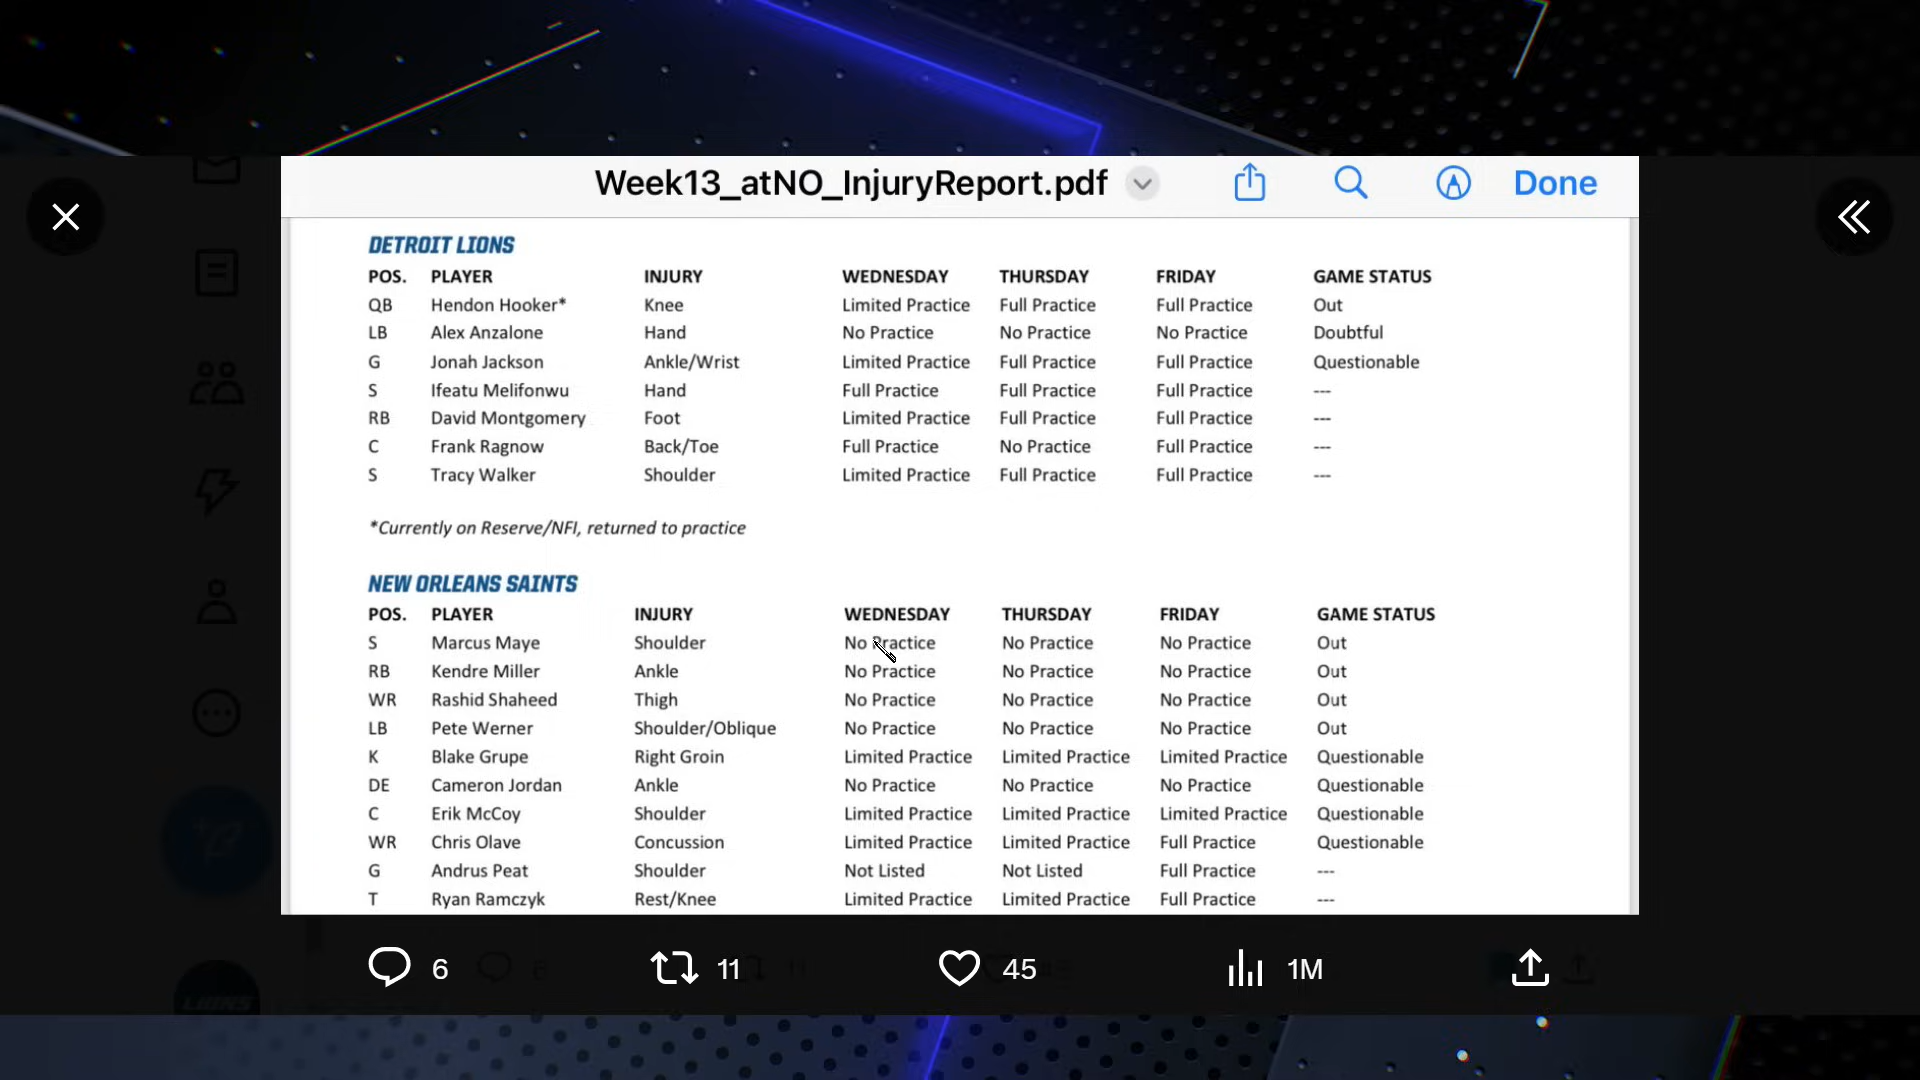 Week13_atNO_InjuryReport.pdf Done
DETROIT LIONS
POS. PLAYER INJURY WEDNESDAY THURSDAY FRIDAY GAME STATUS
QB Hendon Hooker* Knee Limited Practice Full Practice Full Practice Out
LB Alex Anzalone Hand No Practice No Practice No Practice Doubtful
G Jonah Jackson Ankle/Wrist Limited Practice Full Practice Full Practice Questionable
S Ifeatu Melifonwu Hand Full Practice Full Practice Full Practice ---
RB David Montgomery Foot Limited Practice Full Practice Full Practice ---
C Frank Ragnow Back/Toe Full Practice No Practice Full Practice ---
S Tracy Walker Shoulder Limited Practice Full Practice Full Practice ---
*Currently on Reserve/NFI, returned to practice
NEW ORLEANS SAINTS
POS. PLAYER INJURY WEDNESDAY THURSDAY FRIDAY GAME STATUS
S Marcus Maye Shoulder No Practice No Practice No Practice Out
RB Kendre Miller Ankle No Practice No Practice No Practice Out
WR Rashid Shaheed Thigh No Practice No Practice No Practice Out
LB Pete Werner Shoulder/Oblique No Practice No Practice No Practice Out
K Blake Grupe Right Groin Limited Practice Limited Practice Limited Practice Questionable
DE Cameron Jordan Ankle No Practice No Practice No Practice Questionable
C Erik McCoy Shoulder Limited Practice Limited Practice Limited Practice Questionable
WR Chris Olave Concussion Limited Practice Limited Practice Full Practice Questionable
G Andrus Peat Shoulder Not Listed Not Listed Full Practice ---
T Ryan Ramczyk Rest/Knee Limited Practice Limited Practice Full Practice ---
6 11 45 1M
LIONS